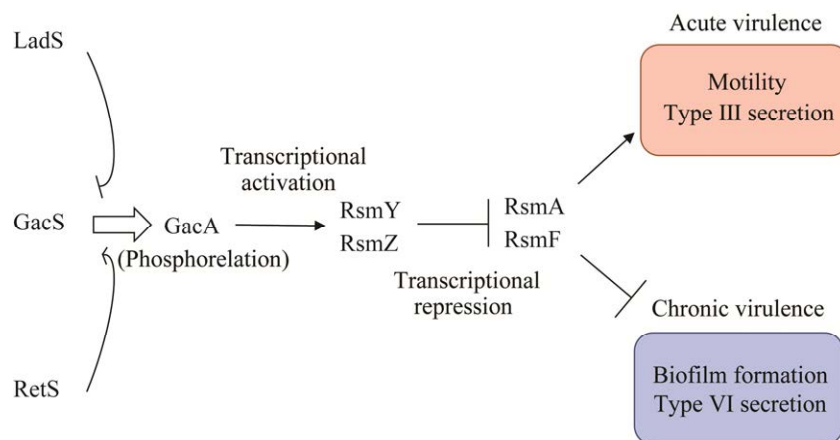 LadS
Acute virulence
Motility
Type III secretion
Transcriptional
activation
GacS
GacA
(Phosphorelation)
RsmY
RsmZ
RsmA
RsmF
Transcriptional
repression
Chronic virulence
Biofilm formation
Type VI secretion
RetS